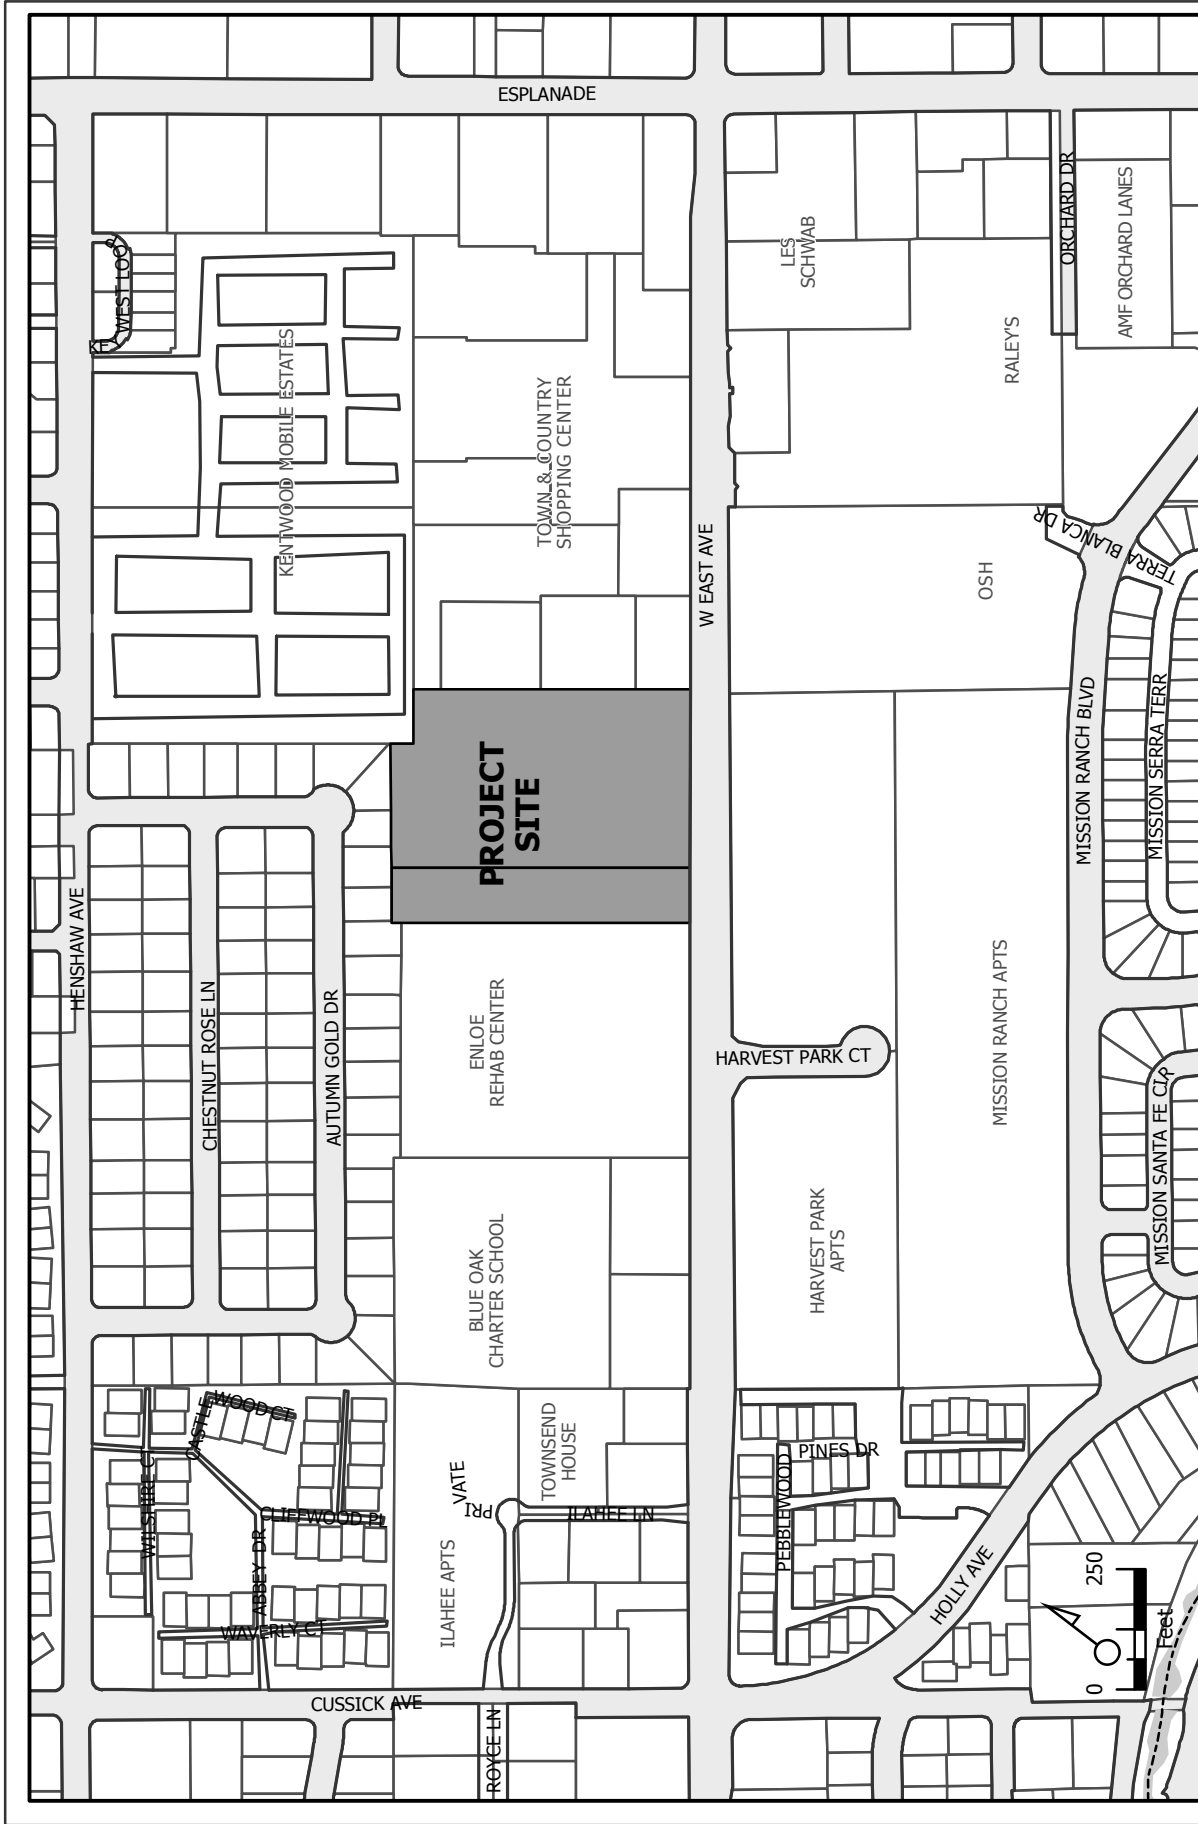 ESPLANADE
ORCHARD DR
AMF ORCHARD LANES
LES
SCHWAB
KEY WEST LOOP
RALEY'S
KENTWOOD MOBILE ESTATES
TOWN & COUNTRY
SHOPPING CENTER
W EAST AVE
TERRA BLANCA DR
OSH
MISSION RANCH BLVD
MISSION SERRA TERR
PROJECT
SITE
HENSHAW AVE
CHESTNUT ROSE LN
AUTUMN GOLD DR
ENLOE
REHAB CENTER
HARVEST PARK CT
MISSION RANCH APTS
MISSION SANTA FE CIR
BLUE OAK
CHARTER SCHOOL
HARVEST PARK
APTS
CASTLEWOOD CT
TOWNSEND
HOUSE
PRIVATE
PINES DR
PEBBLEWOOD
WILSHIRE CT
CLIFFWOOD PL
ILAHEE LN
ABBEY DR
ILAHEE APTS
HOLLY AVE
WAVERLY CT
0
250
Feet
CUSSICK AVE
ROYCE LN